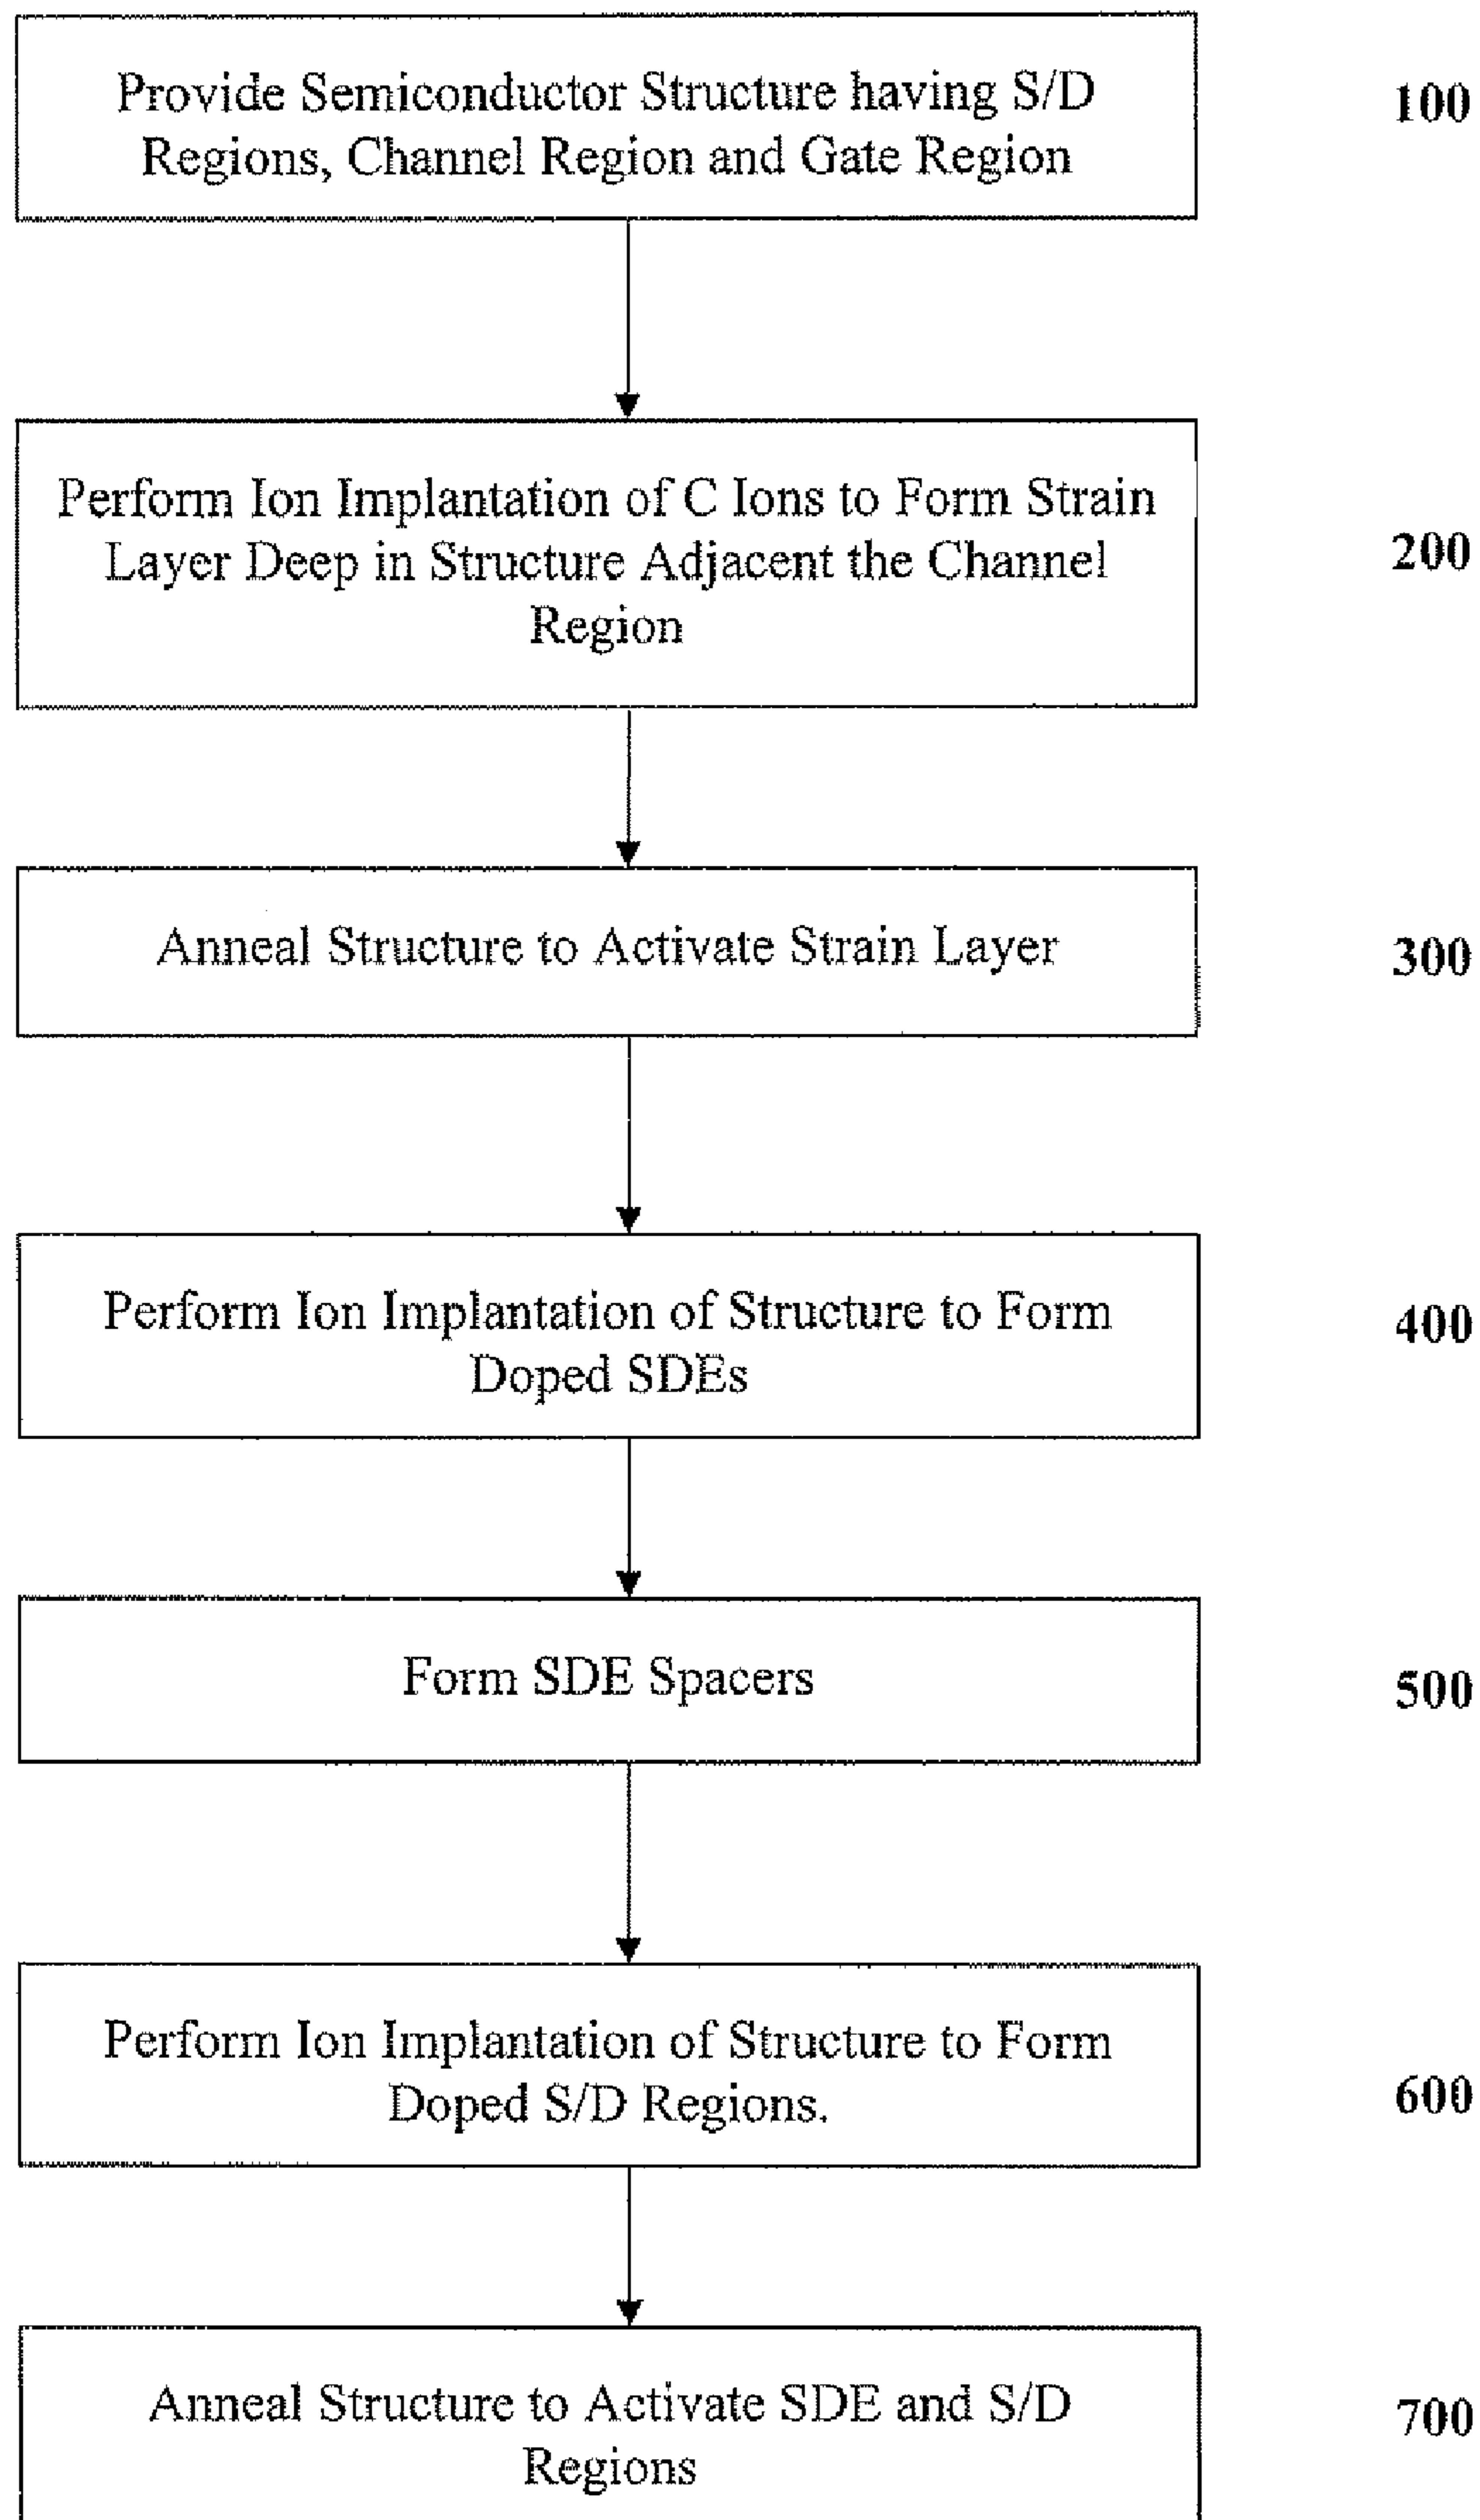 Provide Semiconductor Structure having S/D
Regions, Channel Region and Gate Region
100
Perform Ion Implantation of C Ions to Form Strain
Layer Deep in Structure Adjacent the Channel
Region
200
Anneal Structure to Activate Strain Layer
300
Perform Ion Implantation of Structure to Form
Doped SDEs
400
Form SDE Spacers
500
Perform Ion Implantation of Structure to Form
Doped S/D Regions.
600
Anneal Structure to Activate SDE and S/D
Regions
700